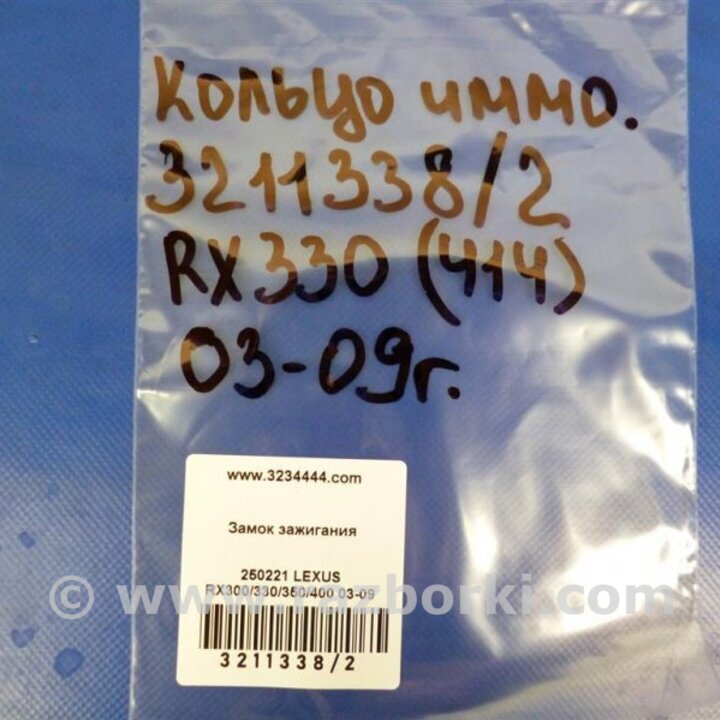 Кольцо иммо.
3211338/2
RX330 (414)
03-09г.
www.3234444.com
Замок зажигания
250221 LEXUS
RX300/330/350/400 03-09
© www.razborki.com
3211338/2